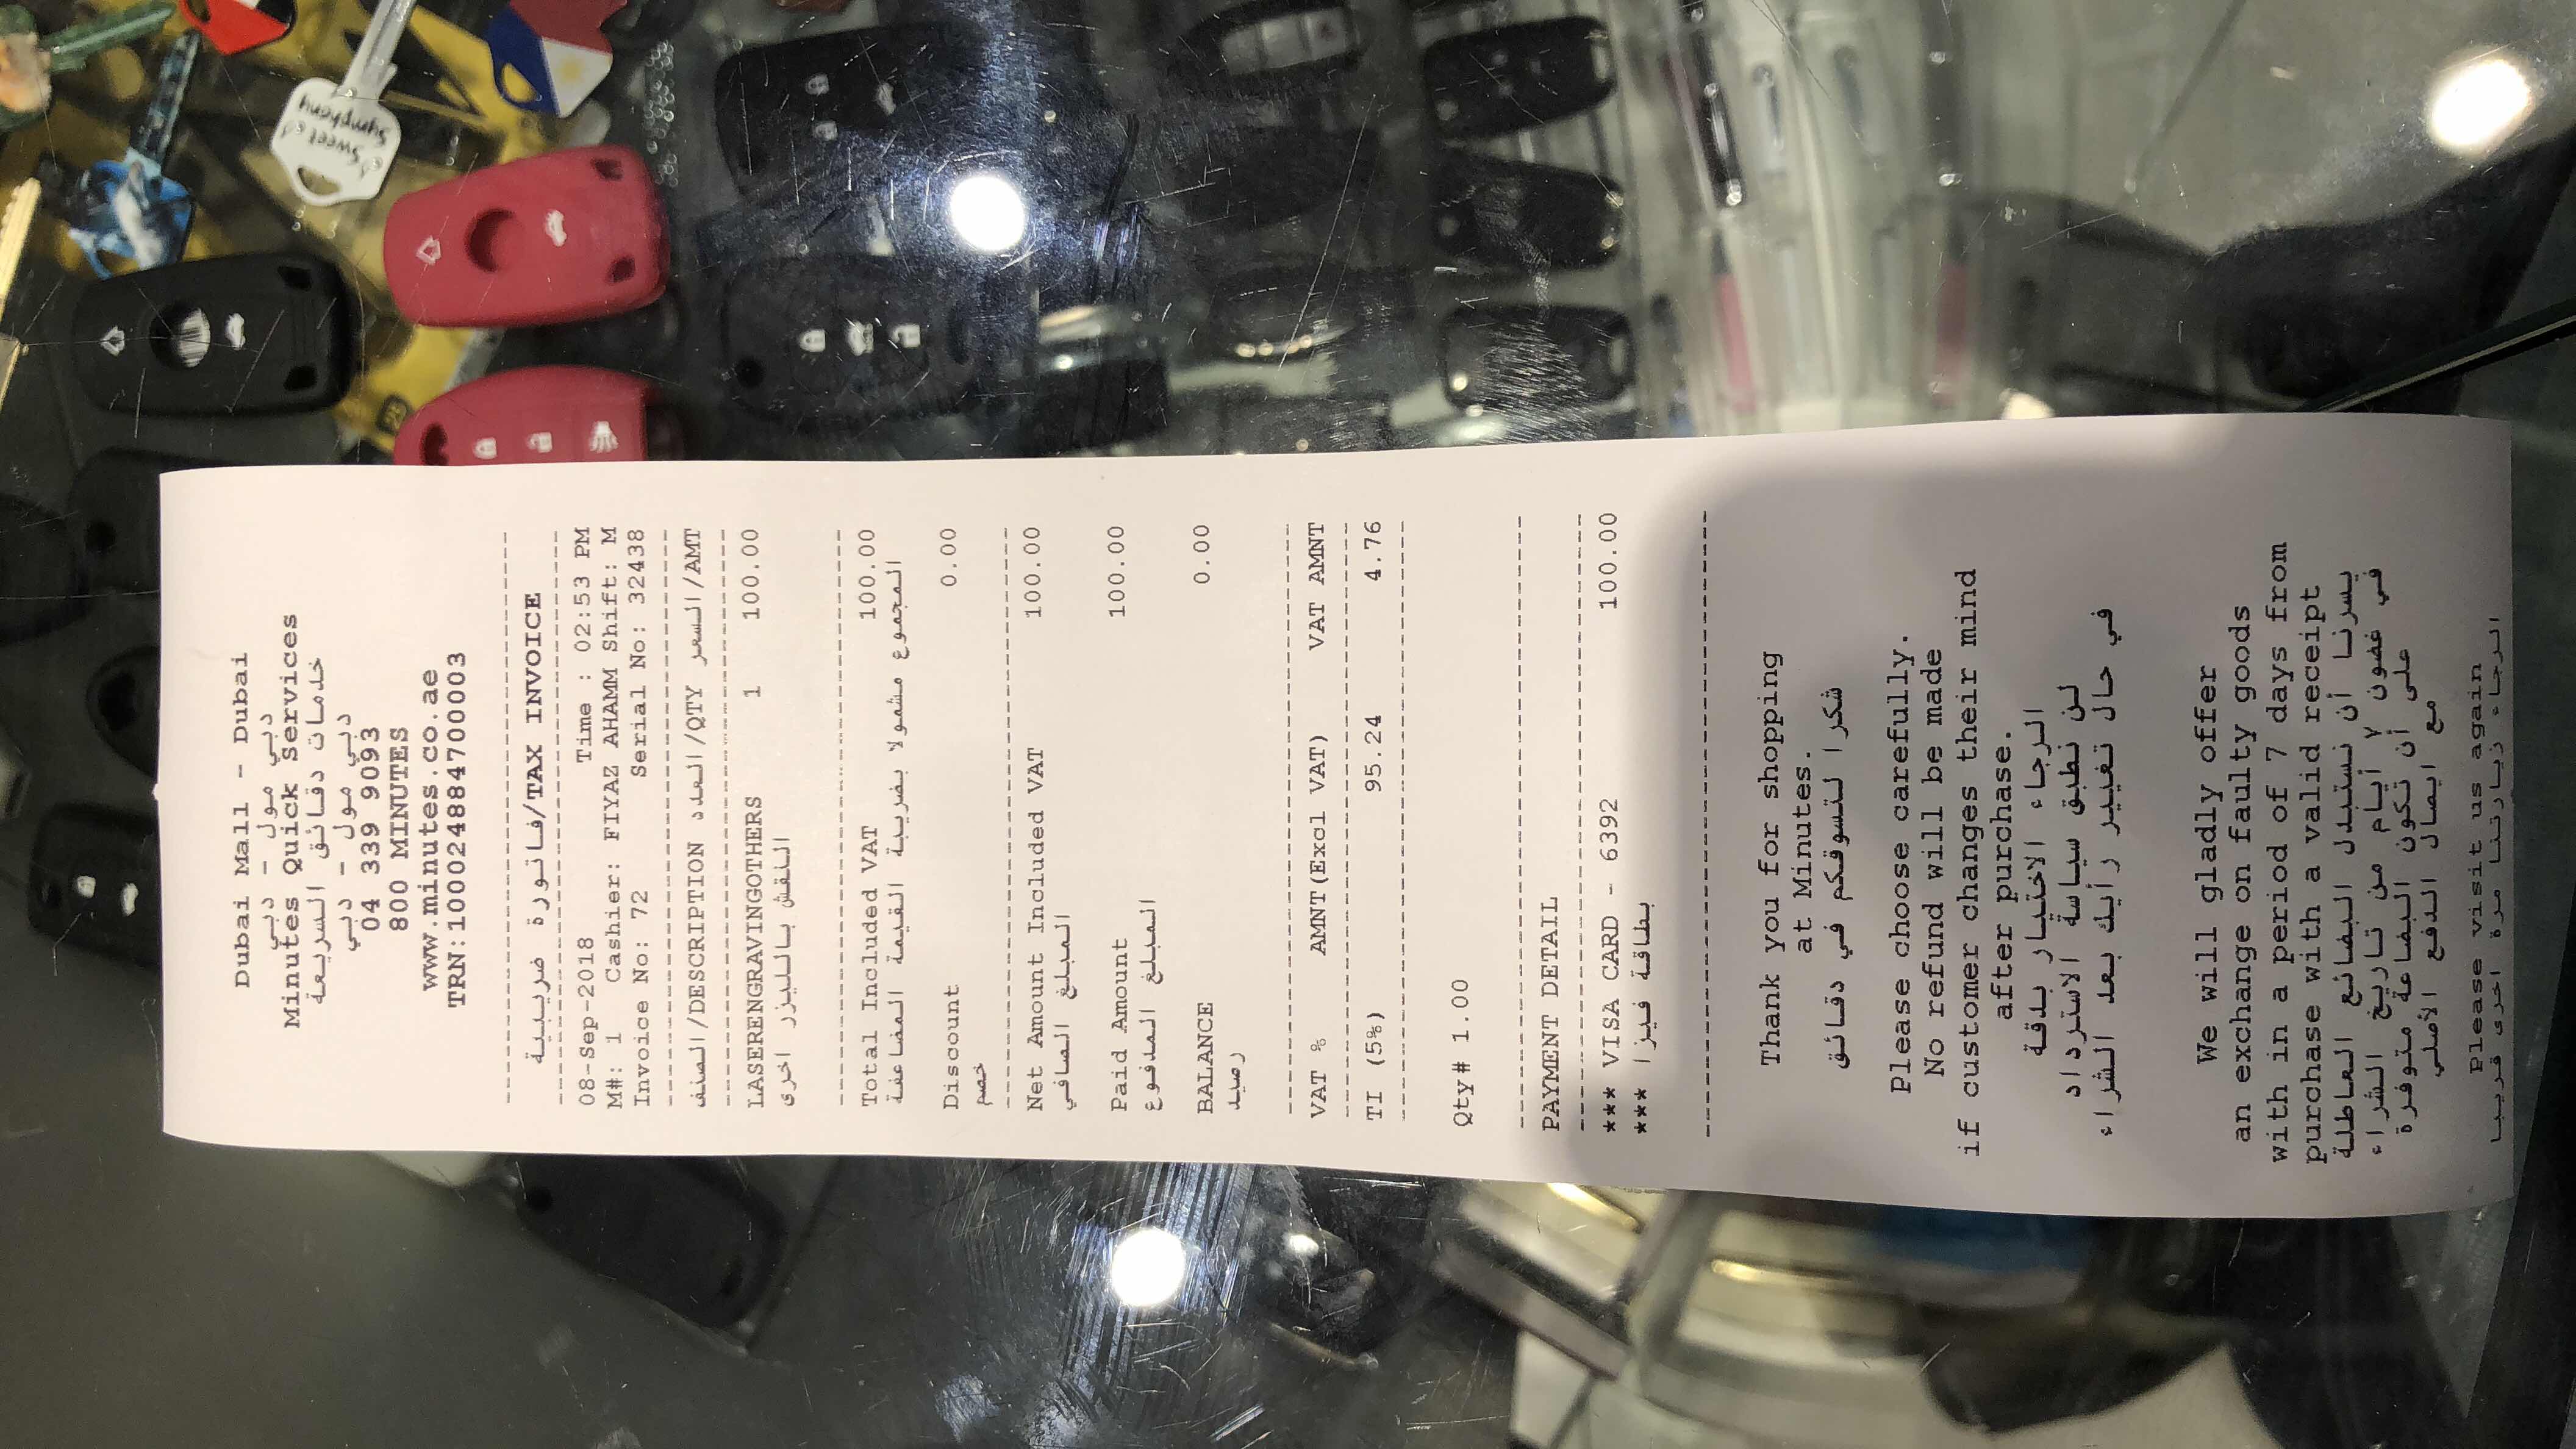 Dubai Mall - Dubai
دبي مول - دبي
Minutes Quick Services
خدمات دقائق السريعة
دبي مول - دبي
04 339 9093
800 MINUTES
www.minutes.co.ae
TRN:100024884700003
فاتورة ضريبية/TAX INVOICE
08-Sep-2018 Time : 02:53 PM
M#: 1 Cashier: FIYAZ AHAMM Shift: M
Invoice No: 72 Serial No: 32438
الصنف/DESCRIPTION العدد/QTY السعر/AMT
LASERENGRAVINGOTHERS 1 100.00
النقش بالليزر اخرى
Total Included VAT 100.00
المجموع مشمولا بضريبة القيمة المضاعفة
Discount 0.00
خصم
Net Amount Included VAT 100.00
المبلغ الصافي
Paid Amount 100.00
المبلغ المدفوع
BALANCE 0.00
رصيد
VAT % AMNT(Excl VAT) VAT AMNT
TI (5%) 95.24 4.76
Qty# 1.00
PAYMENT DETAIL
*** VISA CARD - 6392 100.00
*** بطاقة فيزا
Thank you for shopping
at Minutes.
شكرا لتسوقكم في دقائق
Please choose carefully.
No refund will be made
if customer changes their mind
after purchase.
الرجاء الاختيار بدقة
لن نطبق سياسة الاسترداد
في حال تغيير رأيك بعد الشراء
We will gladly offer
an exchange on faulty goods
with in a period of 7 days from
purchase with a valid receipt
يسرنا أن نستبدل البضائع العاطلة
في غضون ٧ أيام من تاريخ الشراء
على أن تكون البضاعة متوفرة
مع ايصال الدفع الأصلي
Please visit us again
الرجاء زيارتنا مرة اخرى قريبا
Sweet
Symphony